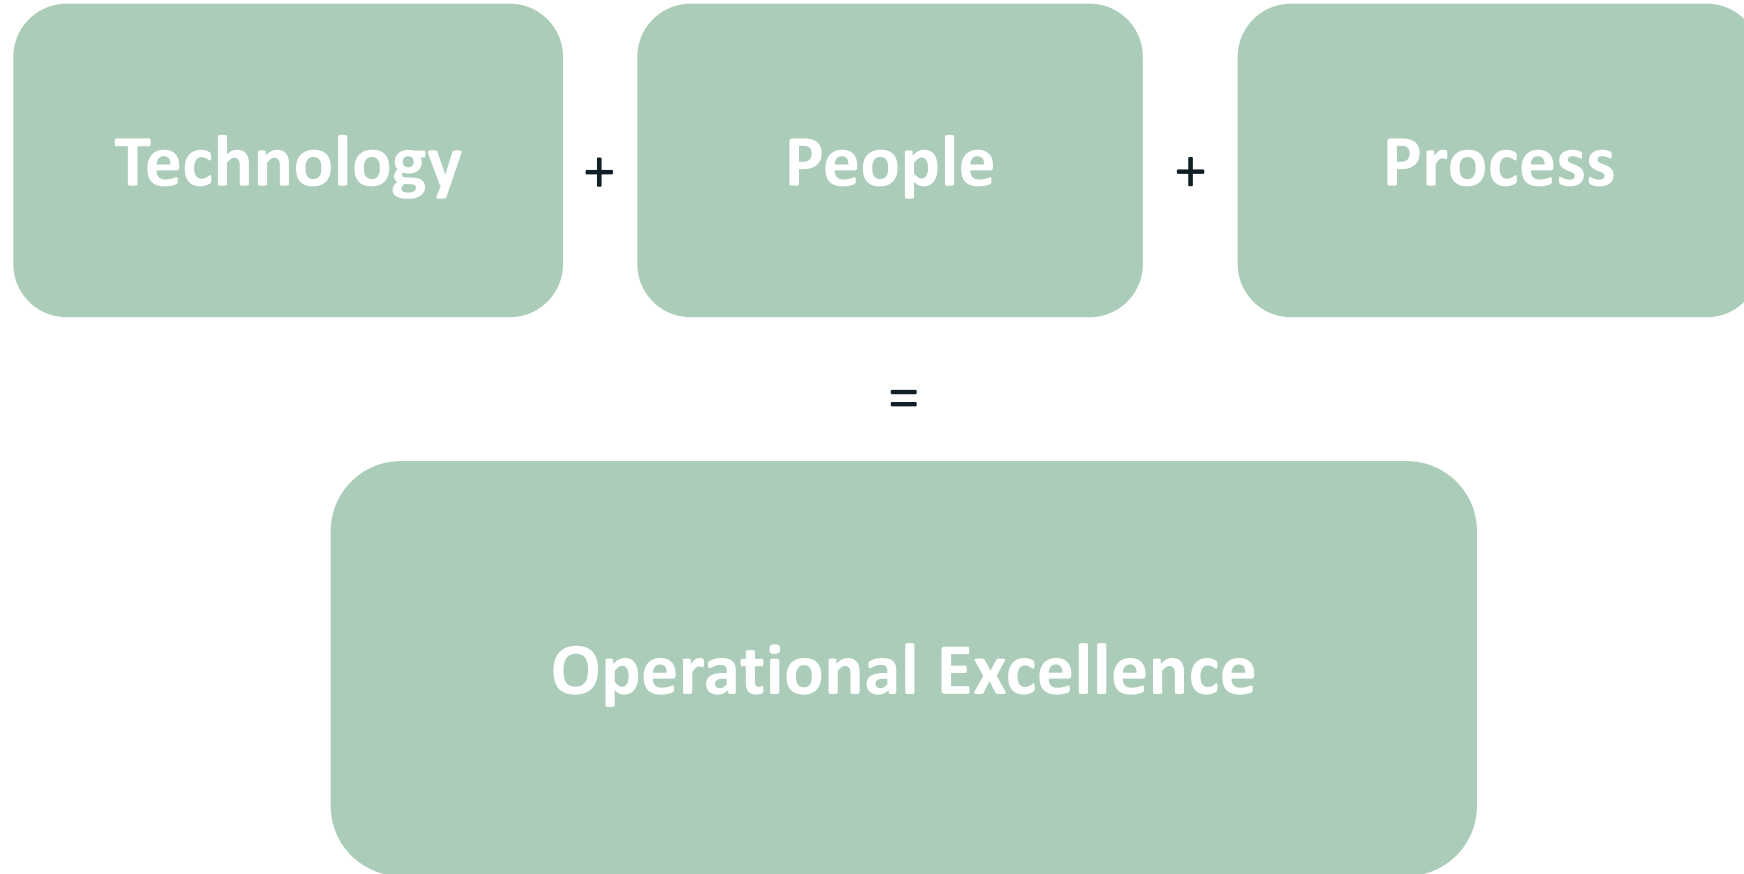 Technology + People + Process
=
Operational Excellence